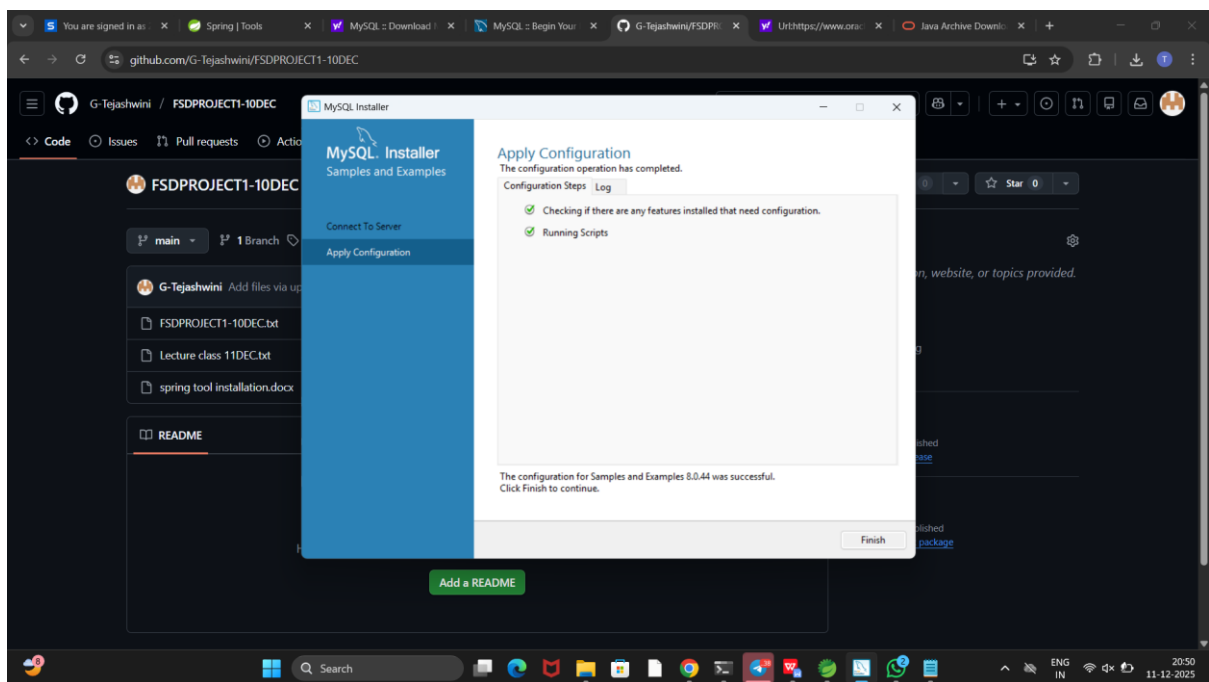 You are signed in as
Spring | Tools
MySQL :: Download
MySQL :: Begin Your
G-Tejashwini/FSDPR
Url:https://www.orac
Java Archive Downlo
github.com/G-Tejashwini/FSDPROJECT1-10DEC
G-Tejashwini / FSDPROJECT1-10DEC
Code
Issues
Pull requests
Actio
FSDPROJECT1-10DEC
0
Star 0
main
1 Branch
n, website, or topics provided.
G-Tejashwini Add files via up
FSDPROJECT1-10DEC.txt
Lecture class 11DEC.txt
spring tool installation.docx
README
Add a README
ished
ease
blished
package
MySQL Installer
MySQL. Installer
Samples and Examples
Connect To Server
Apply Configuration
Apply Configuration
The configuration operation has completed.
Configuration Steps Log
Checking if there are any features installed that need configuration.
Running Scripts
The configuration for Samples and Examples 8.0.44 was successful.
Click Finish to continue.
Finish
Search
ENG
IN
20:50
11-12-2025